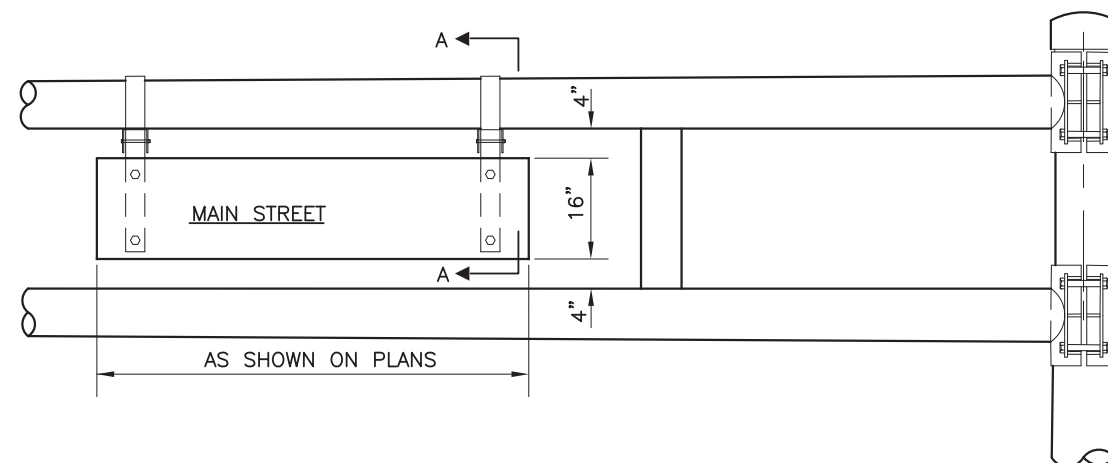 A
4”
MAIN STREET
16”
A
4”
AS SHOWN ON PLANS